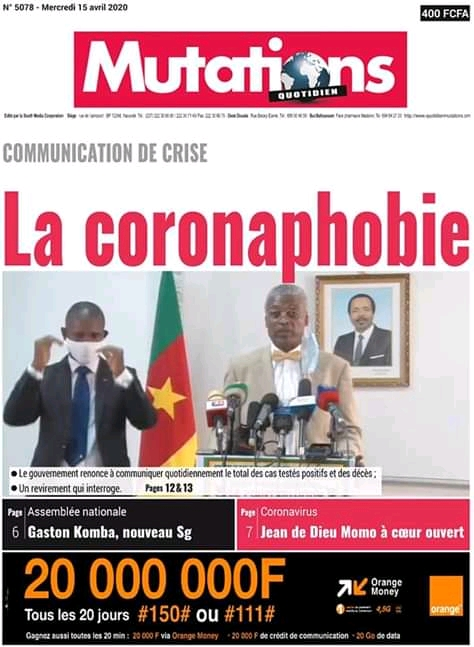 N° 5078 - Mercredi 15 avril 2020
400 FCFA
Mutations
QUOTIDIEN
COMMUNICATION DE CRISE
La coronaphobie
● Le gouvernement renonce à communiquer quotidiennement le total des cas testés positifs et des décès ;
● Un revirement qui interroge. Pages 12 & 13
Page 6 Assemblée nationale
Gaston Komba, nouveau Sg
Page 7 Coronavirus
Jean de Dieu Momo à cœur ouvert
20 000 000F
Tous les 20 jours #150# ou #111#
Orange Money
4,5G
orange
Gagnez aussi toutes les 20 min : 20 000 F via Orange Money - 20 000 F de crédit de communication - 20 Go de data